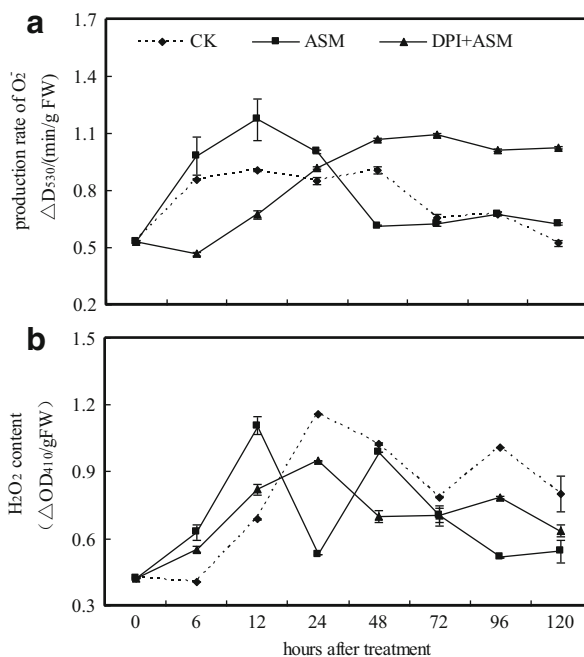 a
1.7
CK ASM DPI+ASM
1.4
1.1
0.8
0.5
0.2
production rate of O₂⁻
△D₅₃₀/(min/g FW)
b
1.5
1.2
0.9
0.6
0.3
H₂O₂ content
(△OD₄₁₀/gFW)
0 6 12 24 48 72 96 120
hours after treatment